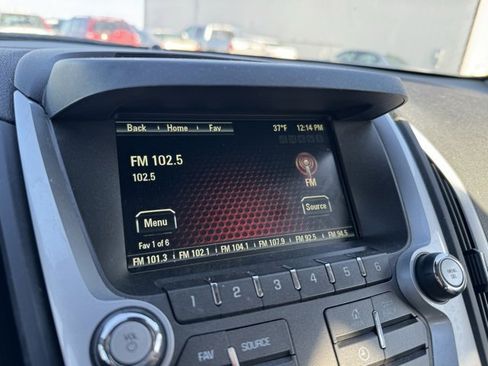 Back Home Fav 37°F 12:14 PM
FM 102.5
102.5
FM
Menu Source
Fav 1 of 6
FM 101.3 FM 102.1 FM 104.1 FM 107.9 FM 92.5 FM 94.5
1 2 3 4 5 6
VOL
FAV SOURCE